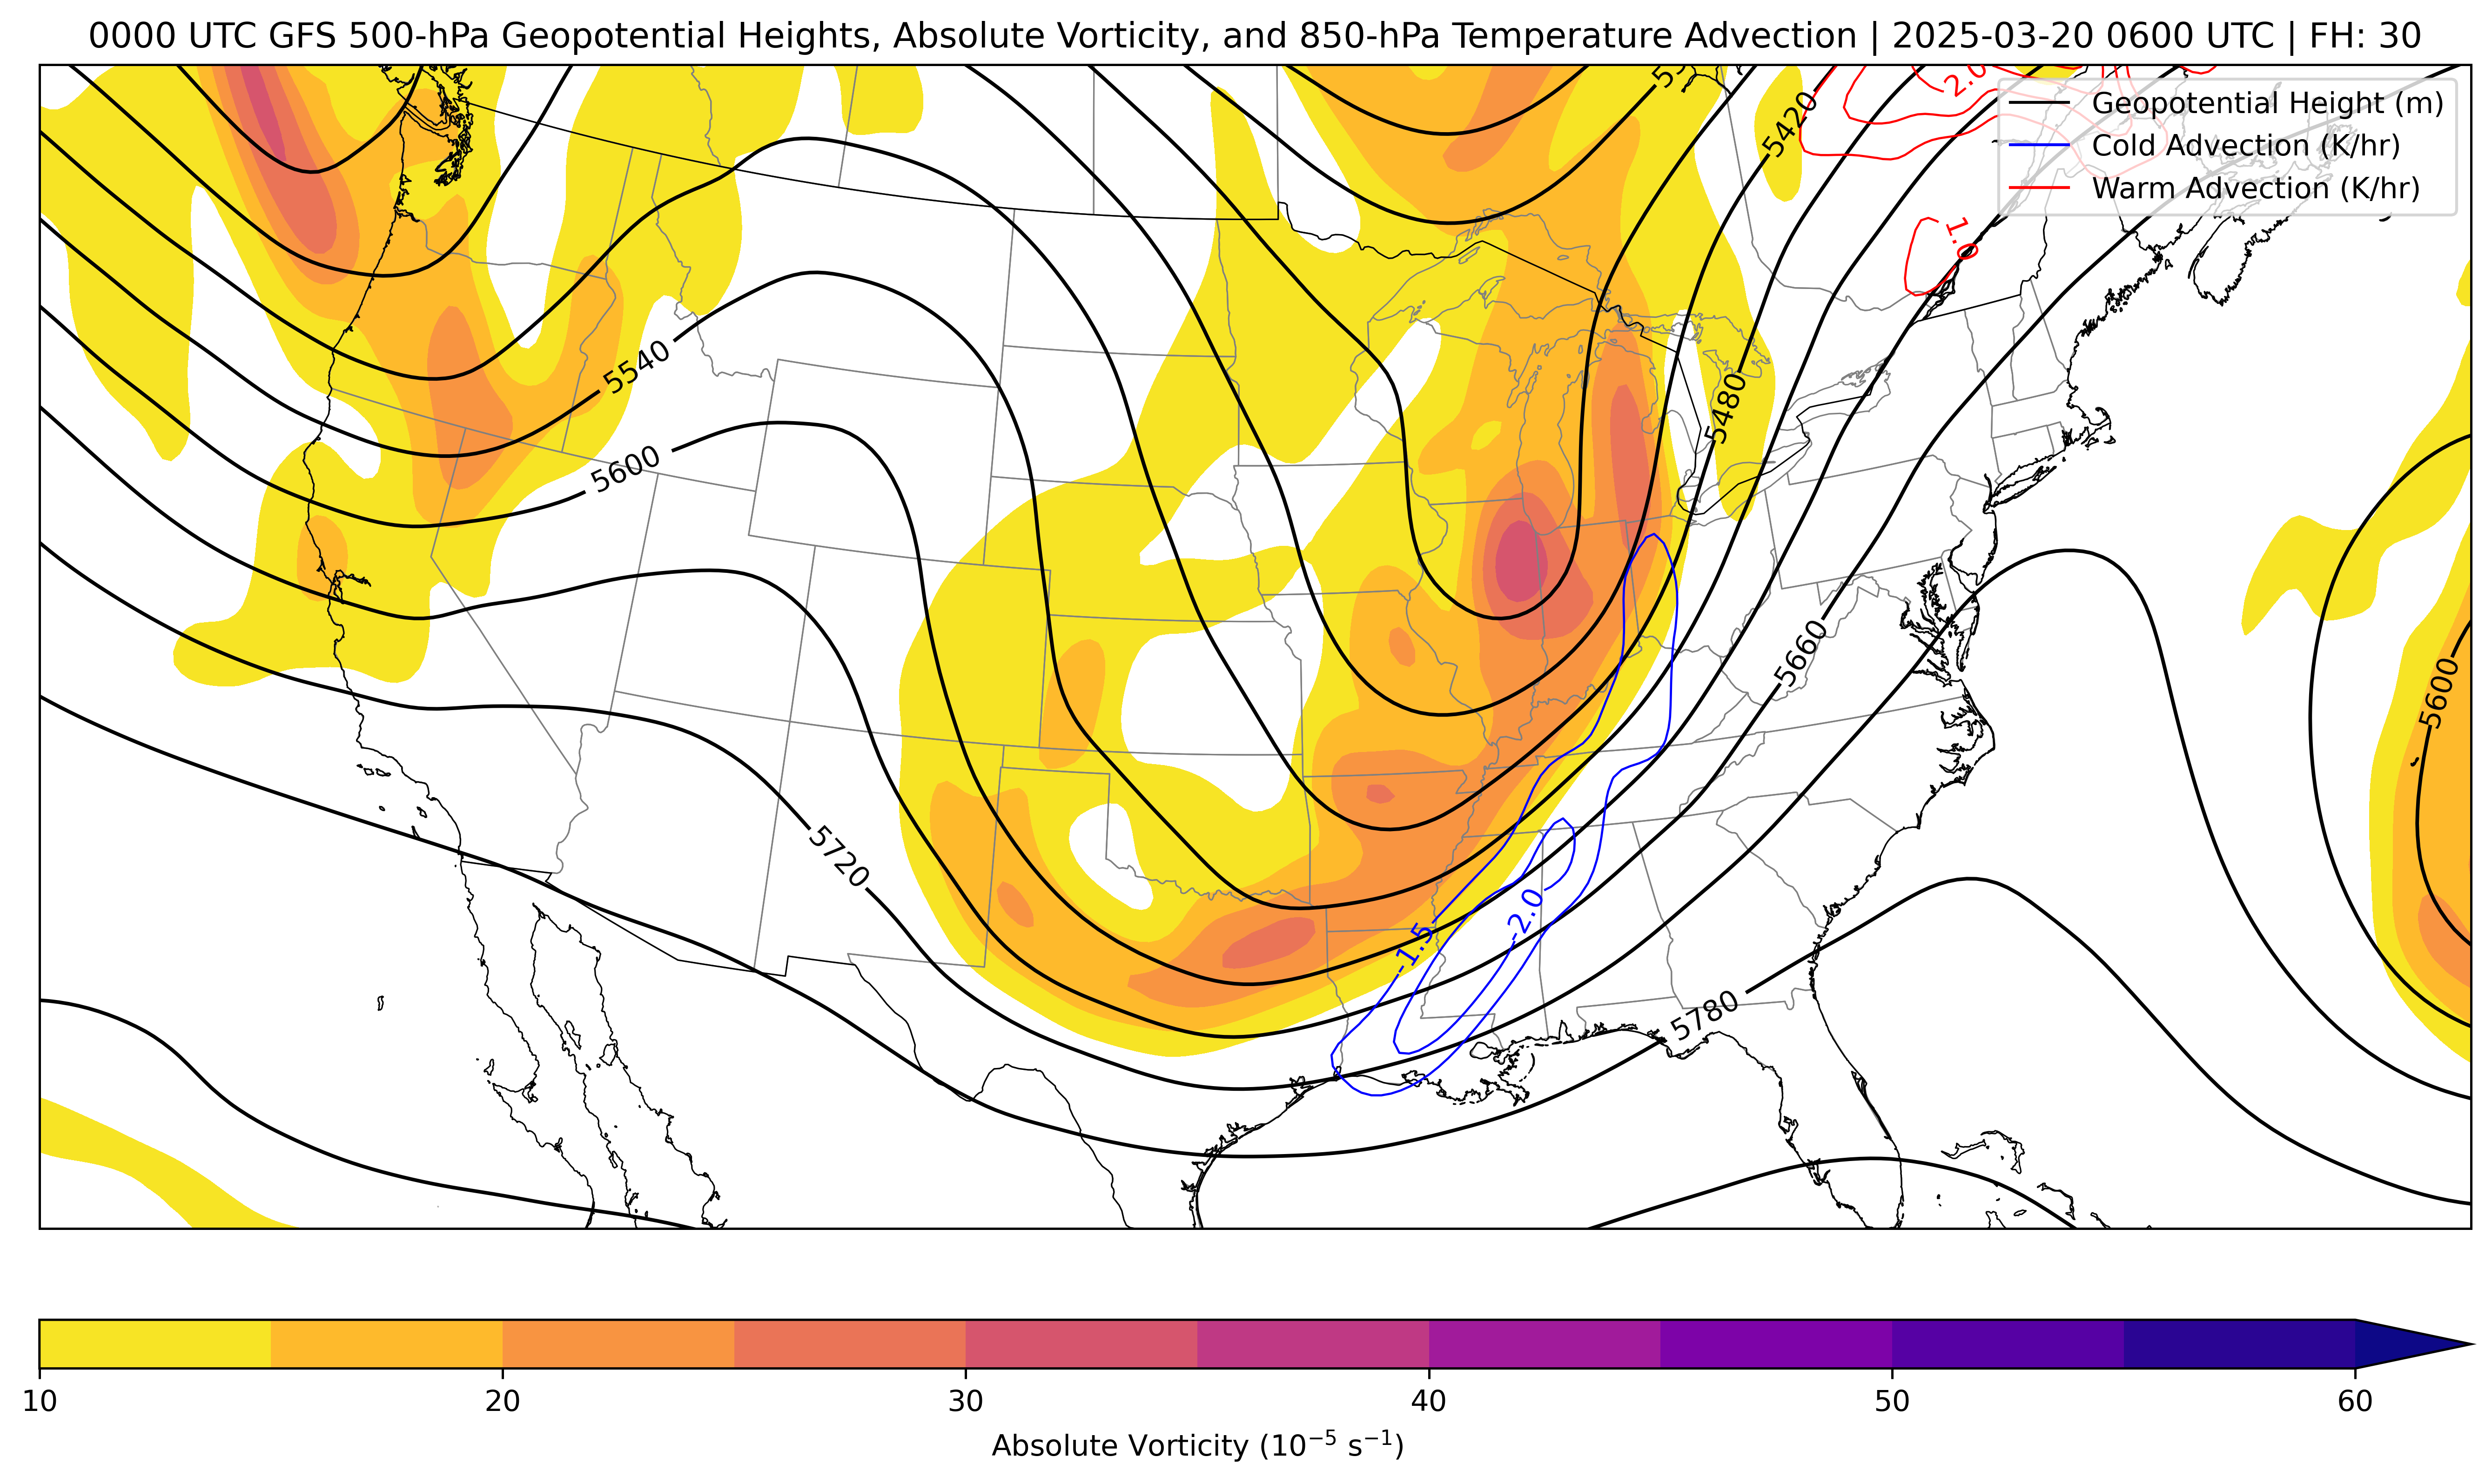 0000 UTC GFS 500-hPa Geopotential Heights, Absolute Vorticity, and 850-hPa Temperature Advection | 2025-03-20 0600 UTC | FH: 30
2.0
Geopotential Height (m)
Cold Advection (K/hr)
Warm Advection (K/hr)
5420
1.0
5540
5480
5600
5660
5600
5720
-2.0
-1.5
5780
10 20 30 40 50 60
Absolute Vorticity (10⁻⁵ s⁻¹)